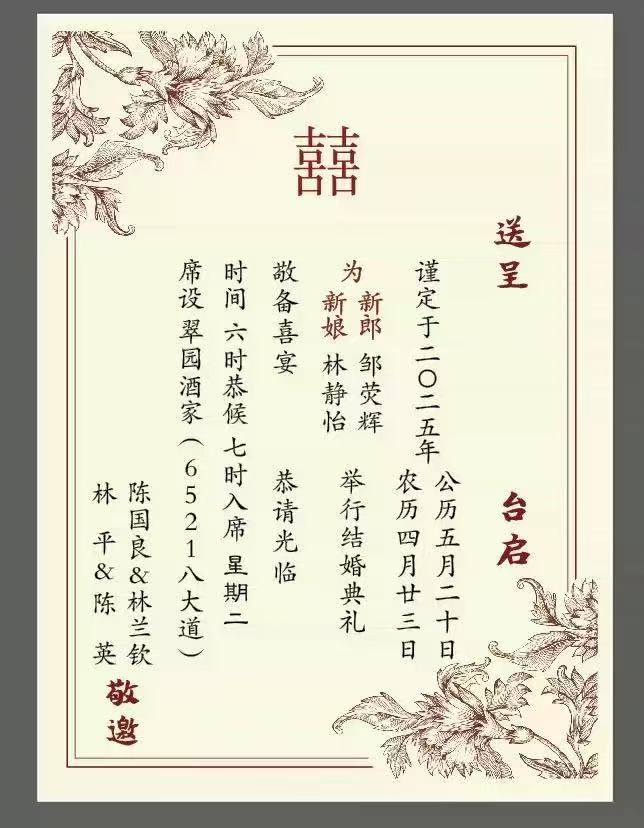 囍
送呈
台启
谨定于二〇二五年
公历五月二十日
农历四月廿三日
为
新郎 邹荧辉
新娘 林静怡
举行结婚典礼
敬备喜宴 恭请光临
时间 六时恭候 七时入席 星期二
席设 翠园酒家（6521八大道）
陈国良&林兰钦
林 平&陈 英
敬邀